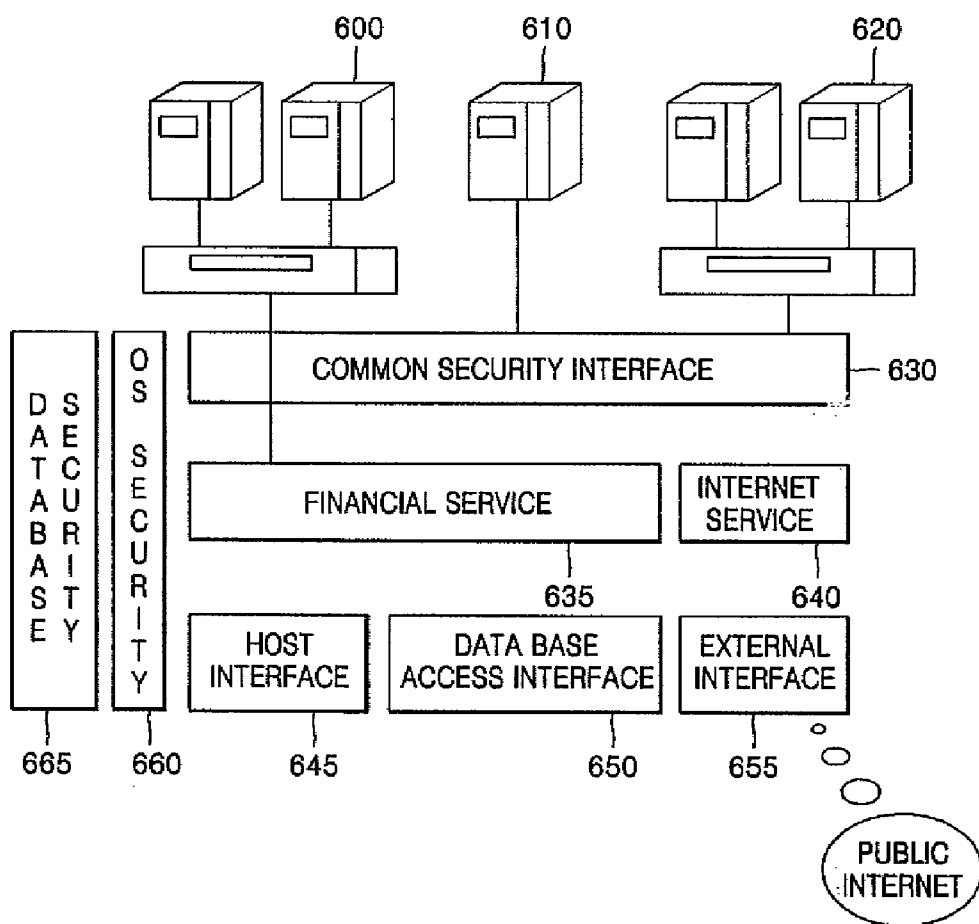 600
610
620
COMMON SECURITY INTERFACE
630
DATABASE
SECURITY
OS SECURITY
FINANCIAL SERVICE
INTERNET
SERVICE
635
640
HOST
INTERFACE
DATA BASE
ACCESS INTERFACE
EXTERNAL
INTERFACE
665
660
645
650
655
PUBLIC
INTERNET